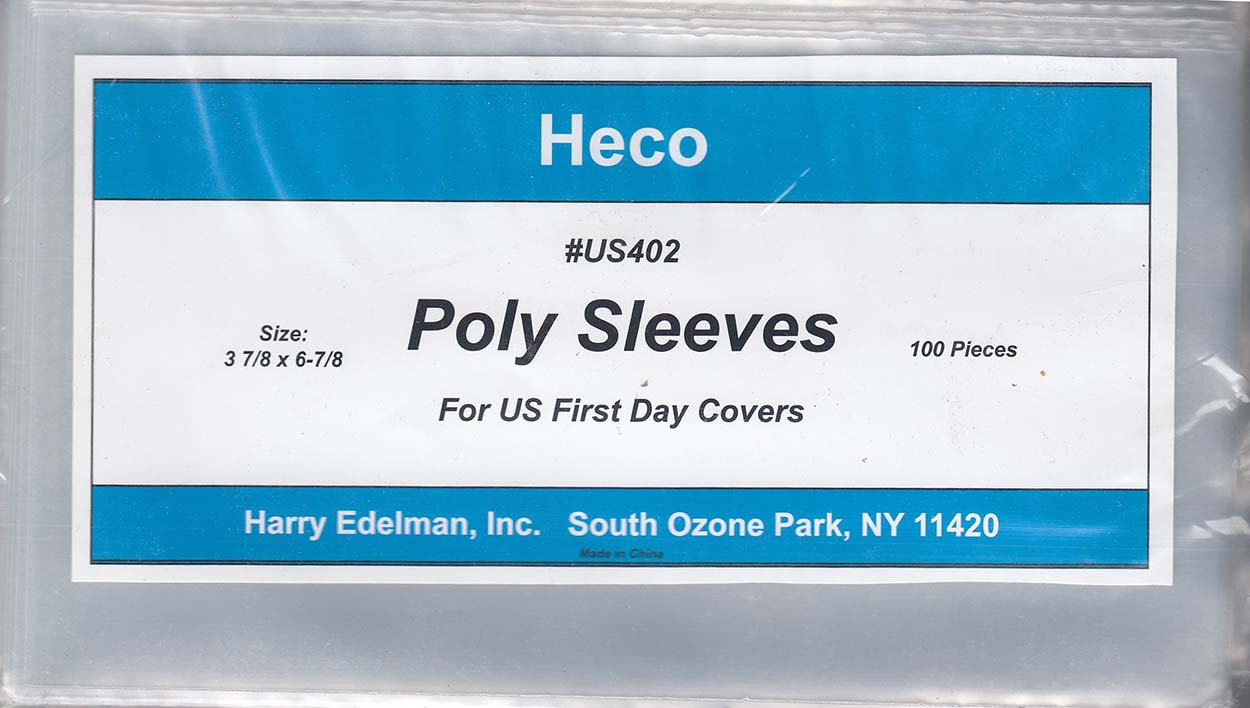 Heco
#US402
Poly Sleeves
Size:
3 7/8 x 6-7/8
100 Pieces
For US First Day Covers
Harry Edelman, Inc. South Ozone Park, NY 11420
Made in China